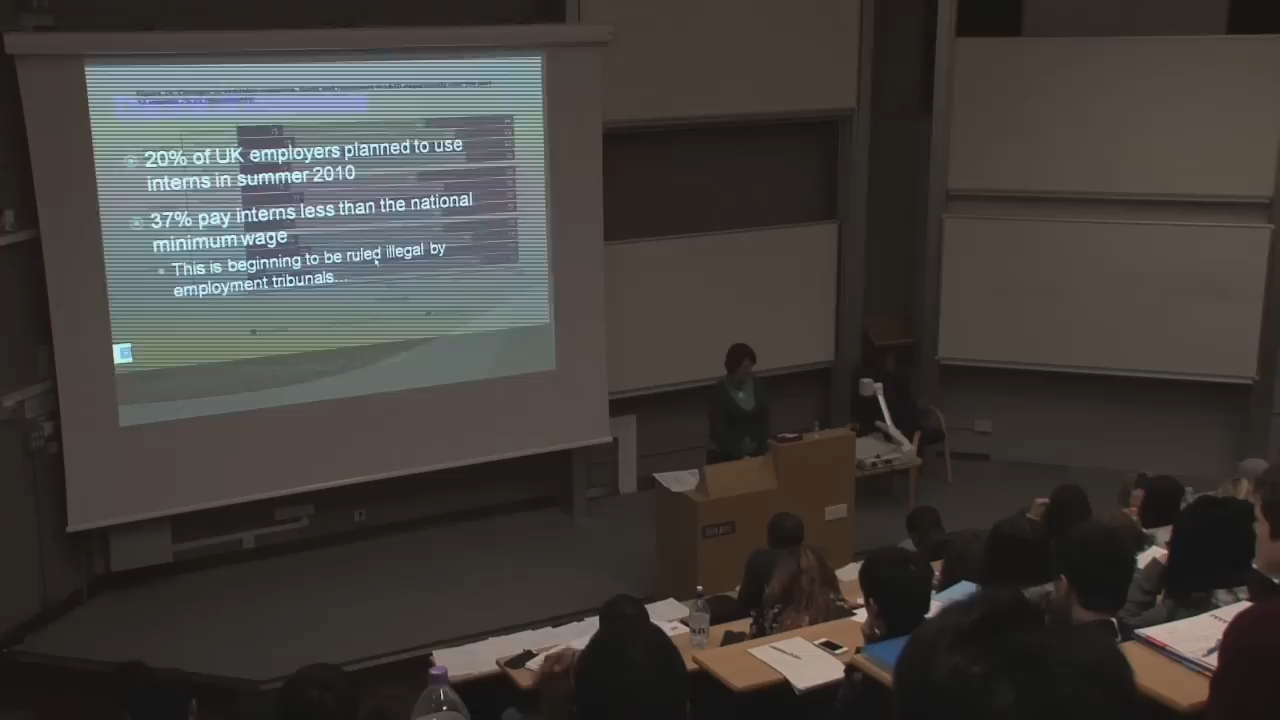 20% of UK employers planned to use
interns in summer 2010
37% pay interns less than the national
minimum wage
This is beginning to be ruled illegal by
employment tribunals...